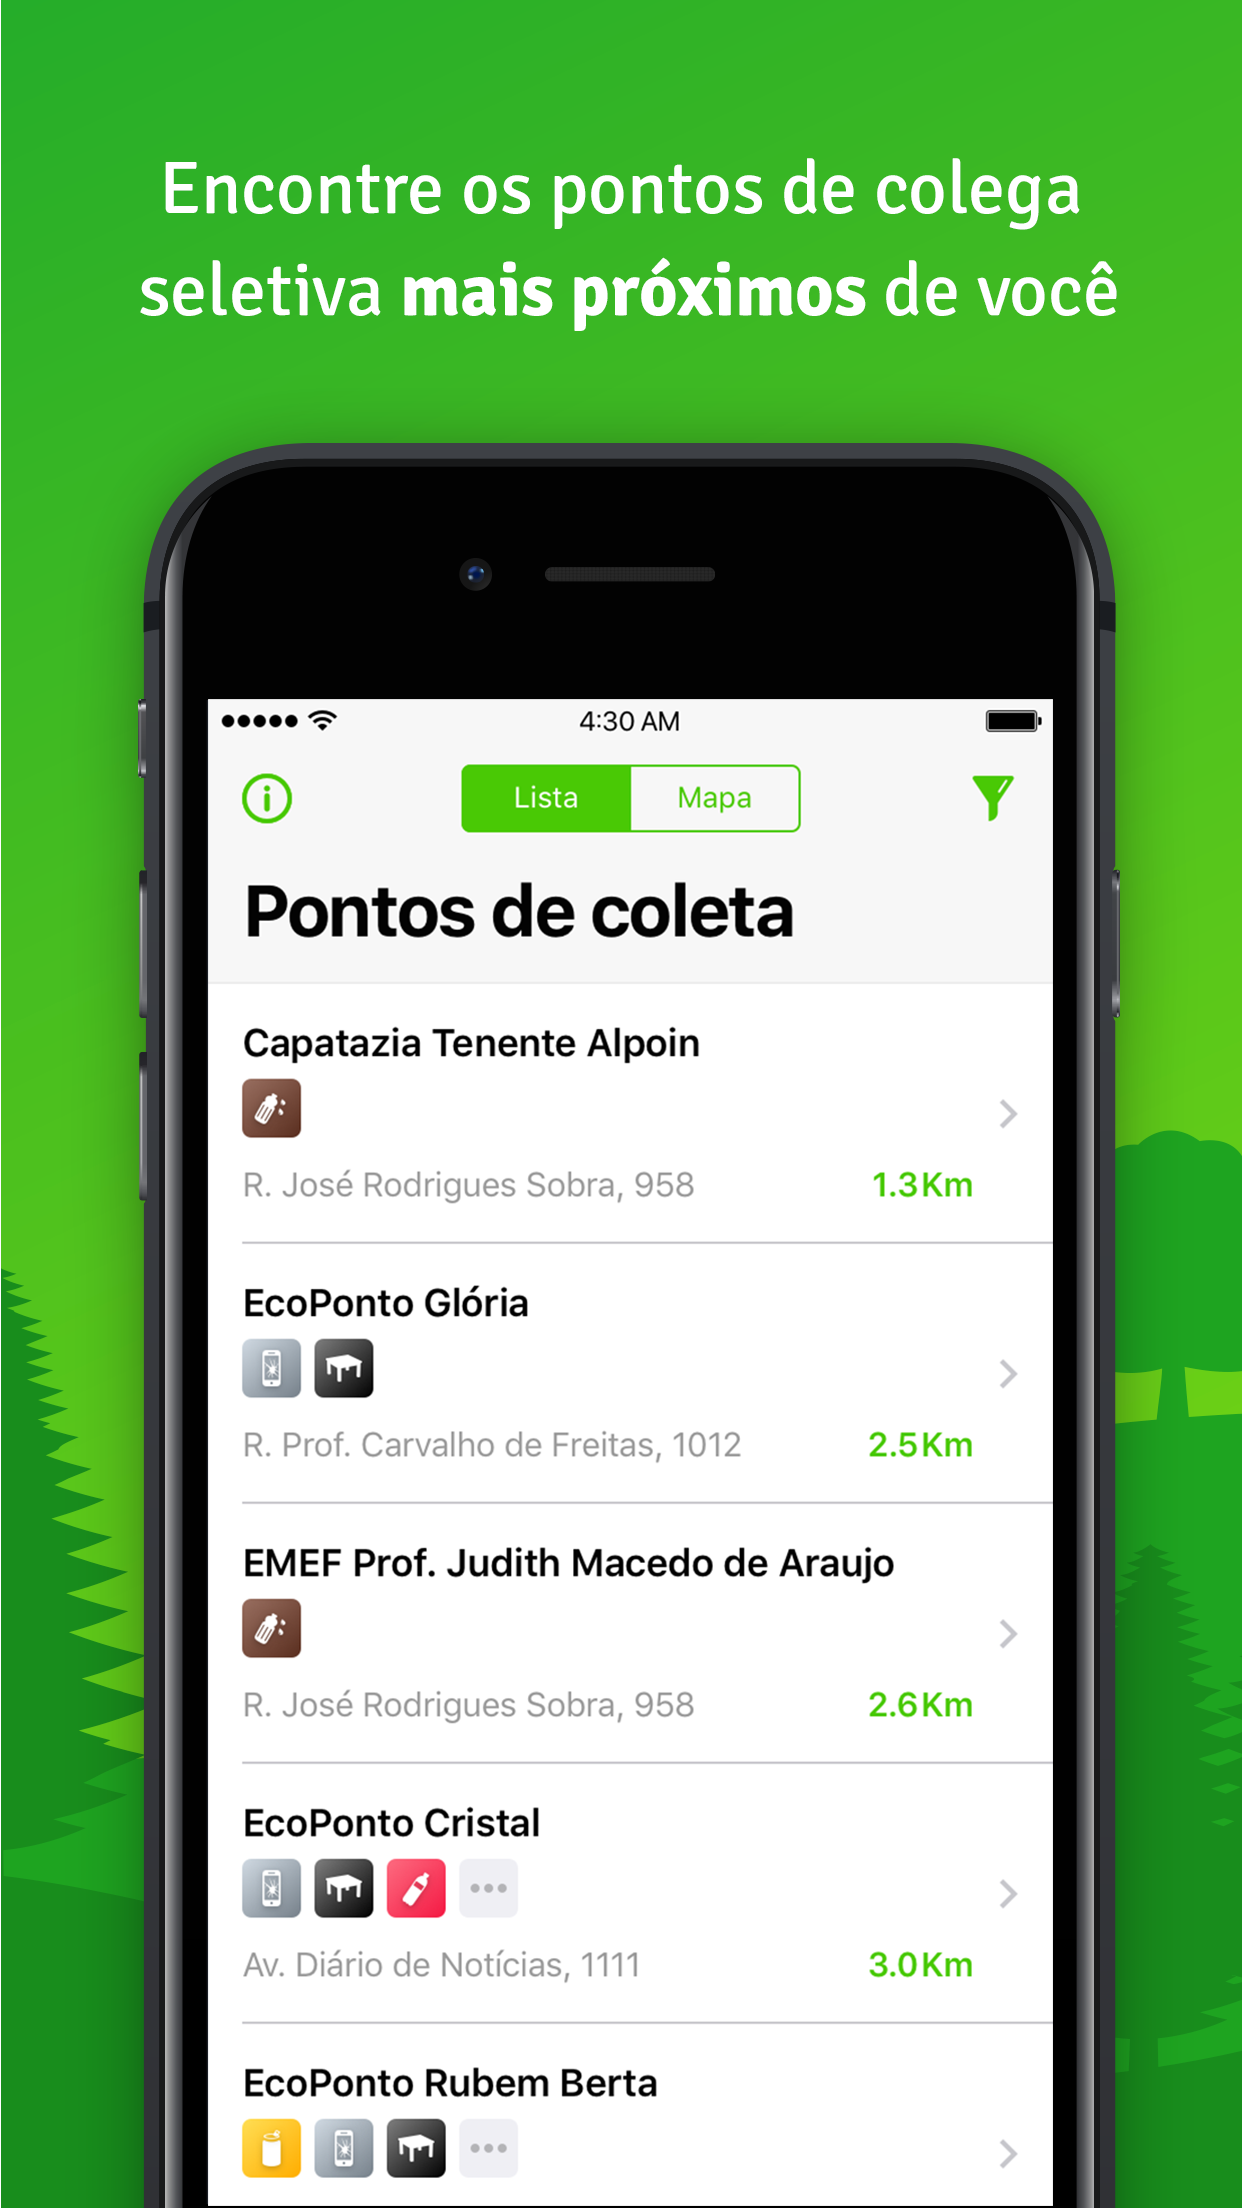 Encontre os pontos de colega
seletiva mais próximos de você
4:30 AM
Lista
Mapa
Pontos de coleta
Capatazia Tenente Alpoin
R. José Rodrigues Sobra, 958
1.3Km
EcoPonto Glória
R. Prof. Carvalho de Freitas, 1012
2.5Km
EMEF Prof. Judith Macedo de Araujo
R. José Rodrigues Sobra, 958
2.6Km
EcoPonto Cristal
Av. Diário de Notícias, 1111
3.0Km
EcoPonto Rubem Berta